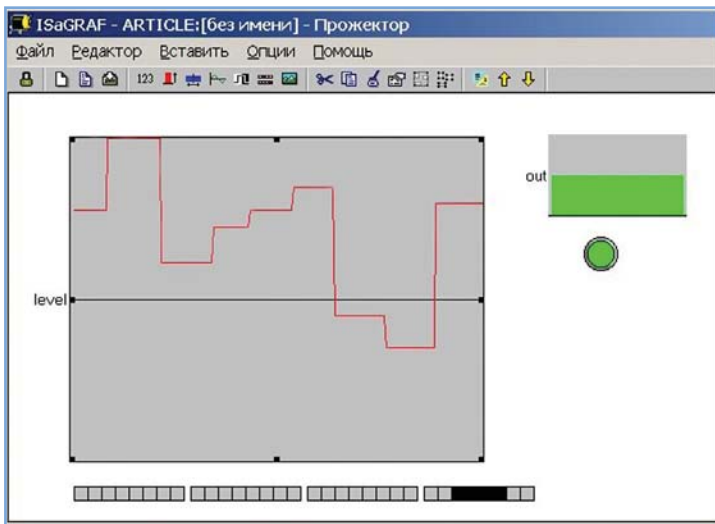 ISaGRAF - ARTICLE:[без имени] - Прожектор
Файл Редактор Вставить Опции Помощь
123
out
level